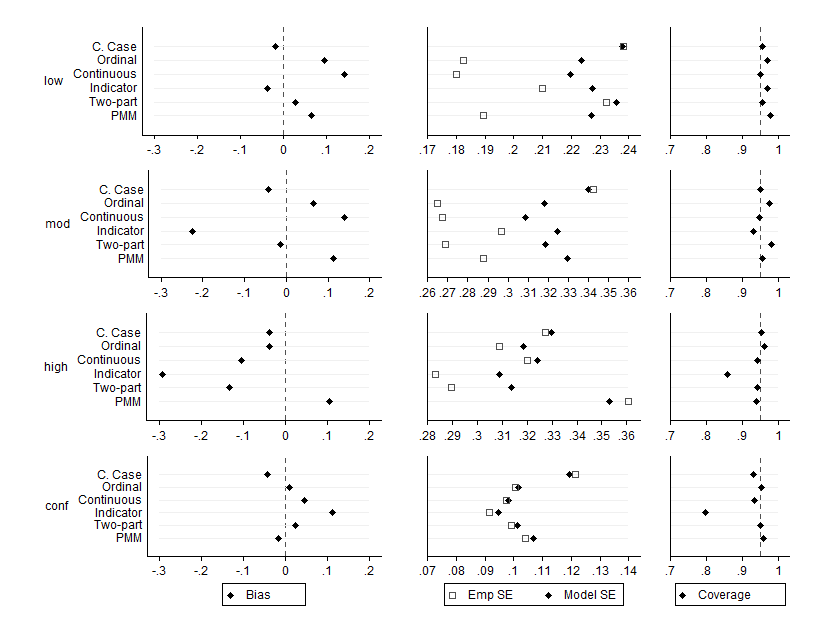 low
C. Case
Ordinal
Continuous
Indicator
Two-part
PMM
-.3 -.2 -.1 0 .1 .2
.17 .18 .19 .2 .21 .22 .23 .24
.7 .8 .9 1
mod
C. Case
Ordinal
Continuous
Indicator
Two-part
PMM
-.3 -.2 -.1 0 .1 .2
.26 .27 .28 .29 .3 .31 .32 .33 .34 .35 .36
.7 .8 .9 1
high
C. Case
Ordinal
Continuous
Indicator
Two-part
PMM
-.3 -.2 -.1 0 .1 .2
.28 .29 .3 .31 .32 .33 .34 .35 .36
.7 .8 .9 1
conf
C. Case
Ordinal
Continuous
Indicator
Two-part
PMM
-.3 -.2 -.1 0 .1 .2
.07 .08 .09 .1 .11 .12 .13 .14
.7 .8 .9 1
Bias
Emp SE Model SE
Coverage